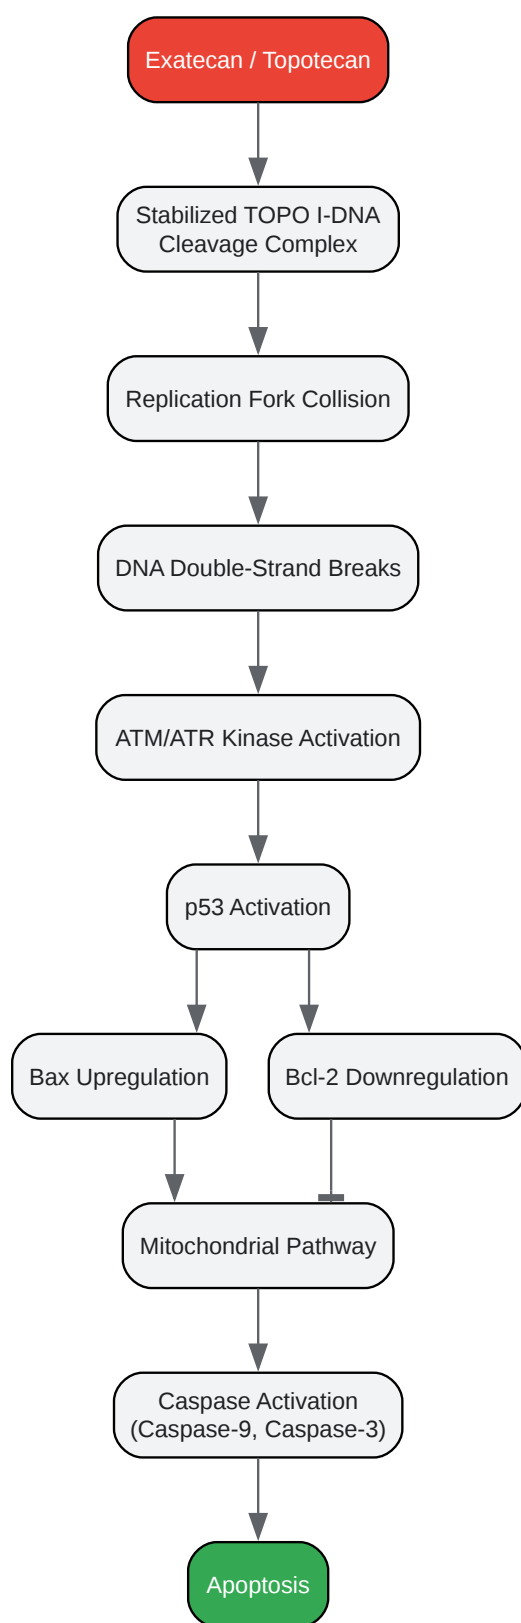 Exatecan / Topotecan
Stabilized TOPO I-DNA
Cleavage Complex
Replication Fork Collision
DNA Double-Strand Breaks
ATM/ATR Kinase Activation
p53 Activation
Bax Upregulation
Bcl-2 Downregulation
Mitochondrial Pathway
Caspase Activation
(Caspase-9, Caspase-3)
Apoptosis